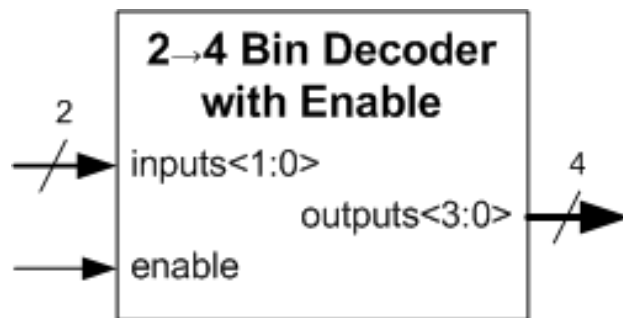 2→4 Bin Decoder
with Enable
2
inputs<1:0>
4
outputs<3:0>
enable